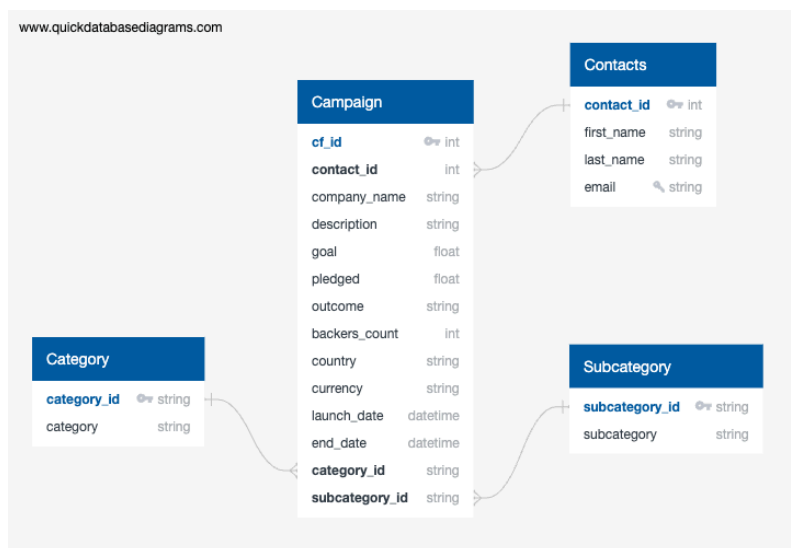 www.quickdatabasediagrams.com
Contacts
contact_id int
first_name string
last_name string
email string
Campaign
cf_id int
contact_id int
company_name string
description string
goal float
pledged float
outcome string
backers_count int
country string
currency string
launch_date datetime
end_date datetime
category_id string
subcategory_id string
Category
category_id string
category string
Subcategory
subcategory_id string
subcategory string